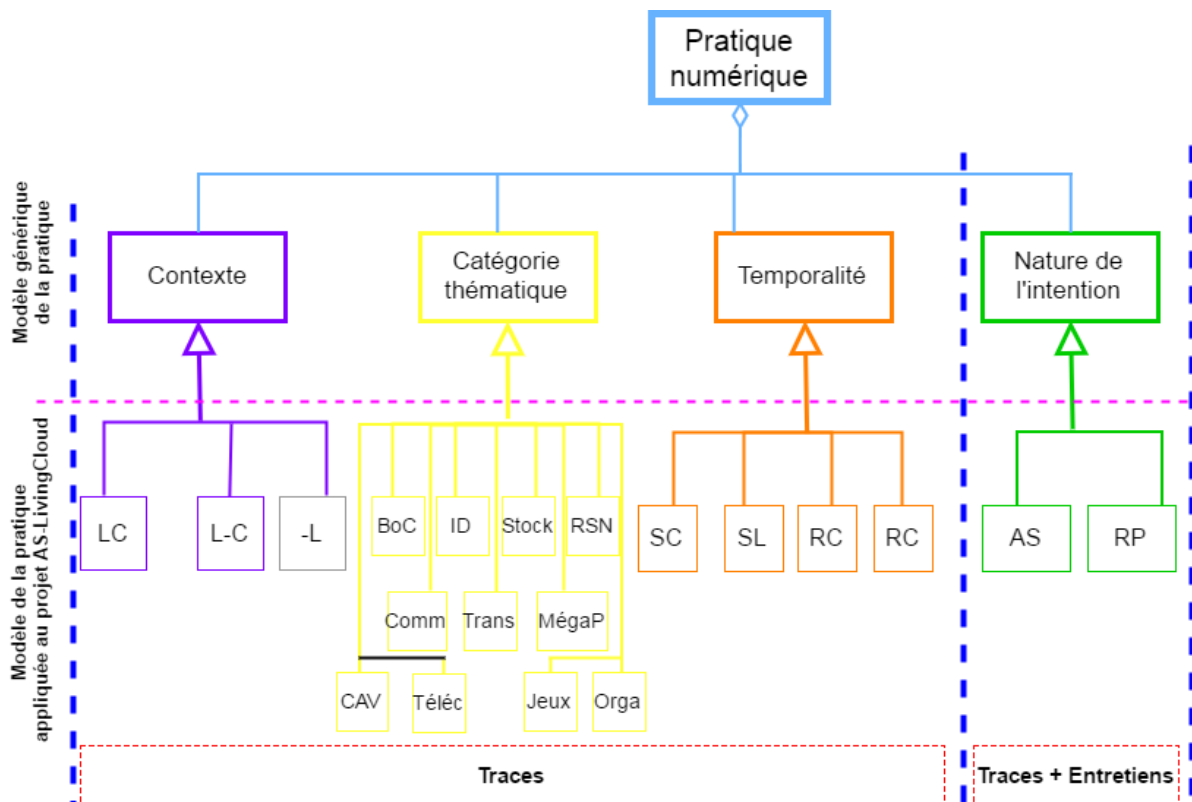 Pratique
numérique
Modèle générique
de la pratique
Contexte
Catégorie
thématique
Temporalité
Nature de
l'intention
Modèle de la pratique
appliquée au projet AS-LivingCloud
LC
L-C
-L
BoC
ID
Stock
RSN
SC
SL
RC
RC
AS
RP
Comm
Trans
MégaP
CAV
Téléc
Jeux
Orga
Traces
Traces + Entretiens